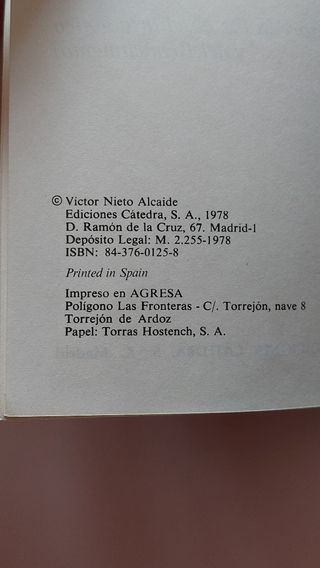 © Victor Nieto Alcaide
Ediciones Cátedra, S. A., 1978
D. Ramón de la Cruz, 67. Madrid-1
Depósito Legal: M. 2.255-1978
ISBN: 84-376-0125-8
Printed in Spain
Impreso en AGRESA
Polígono Las Fronteras - C/. Torrejón, nave 8
Torrejón de Ardoz
Papel: Torras Hostench, S. A.